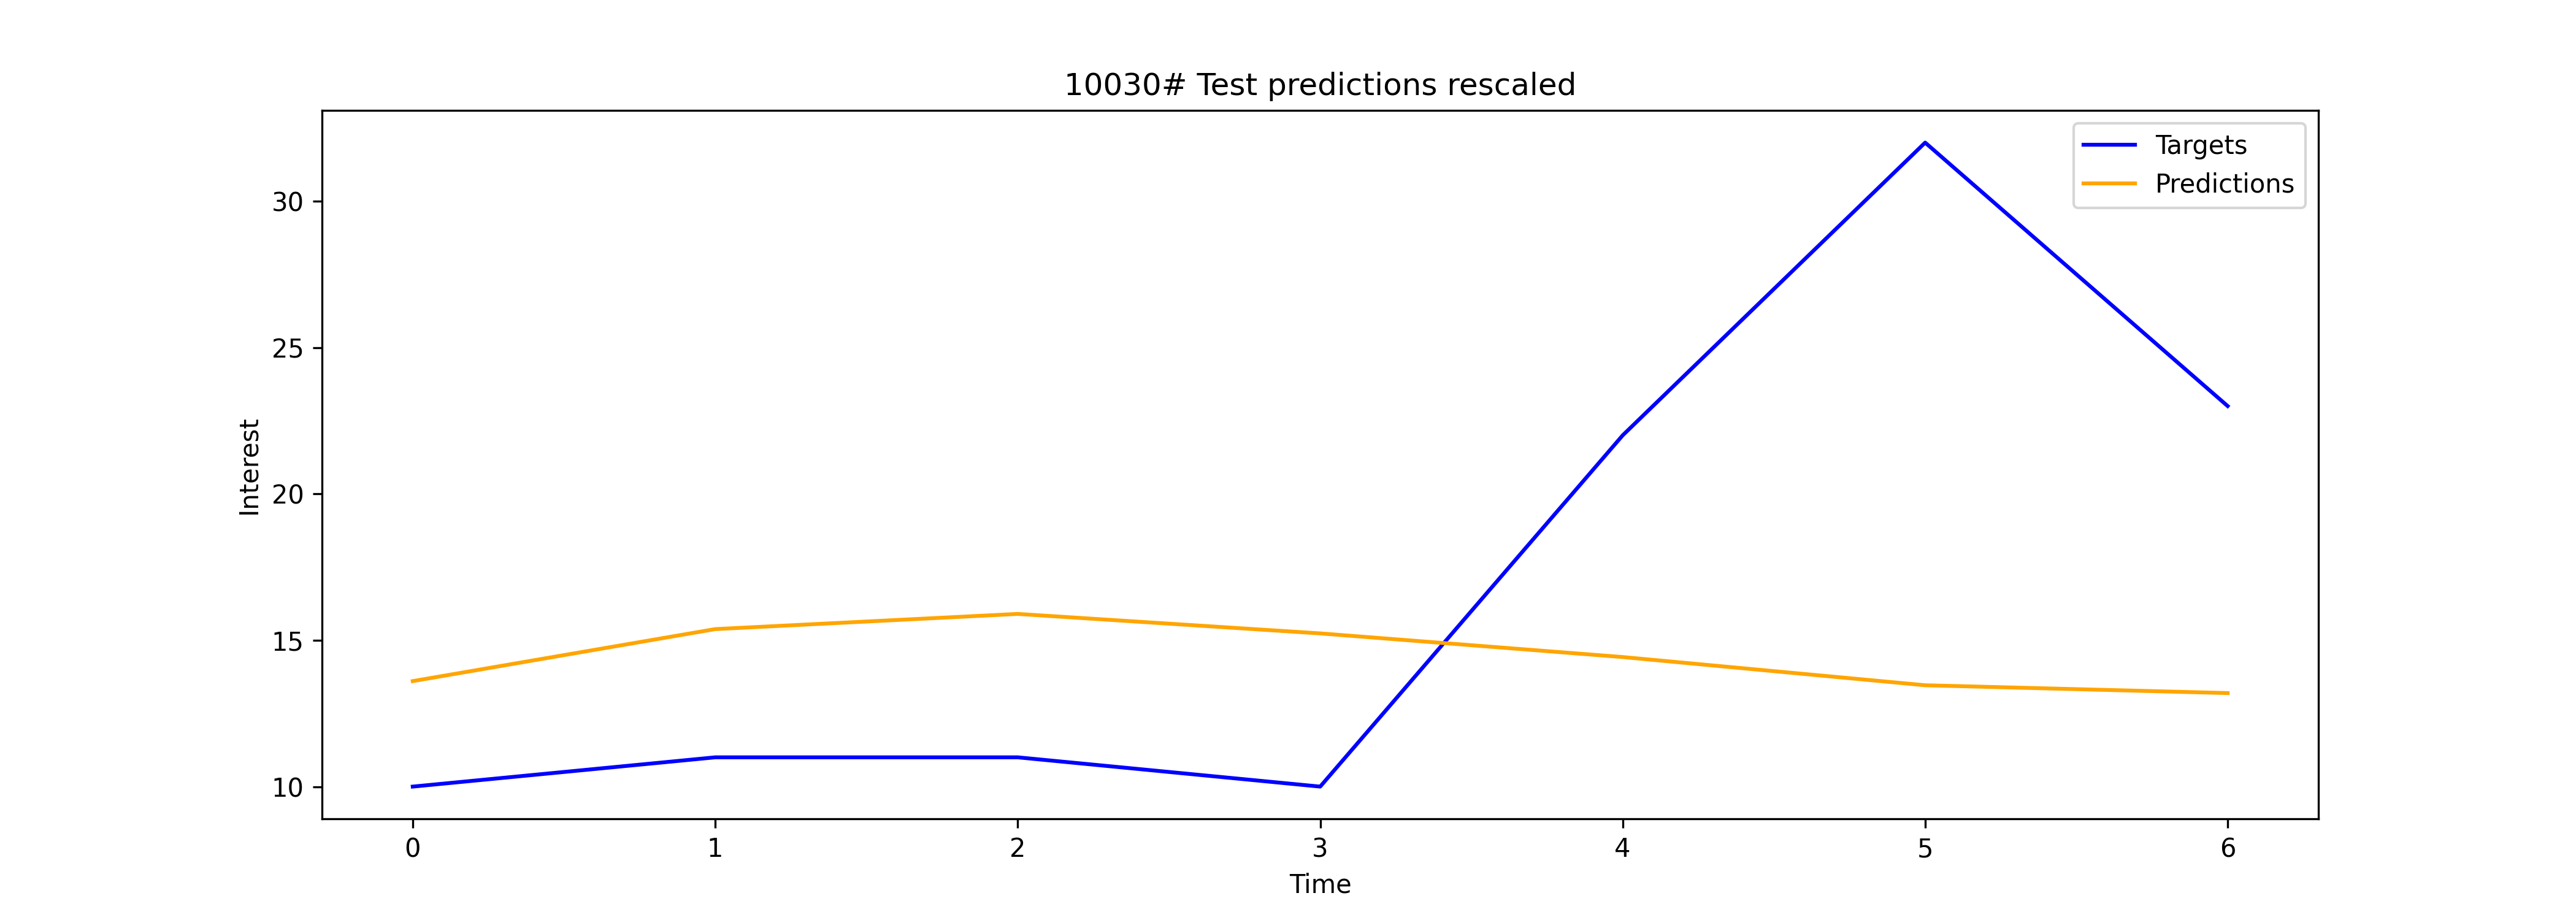 10030# Test predictions rescaled
Targets
Predictions
30
25
20
15
10
Interest
0 1 2 3 4 5 6
Time